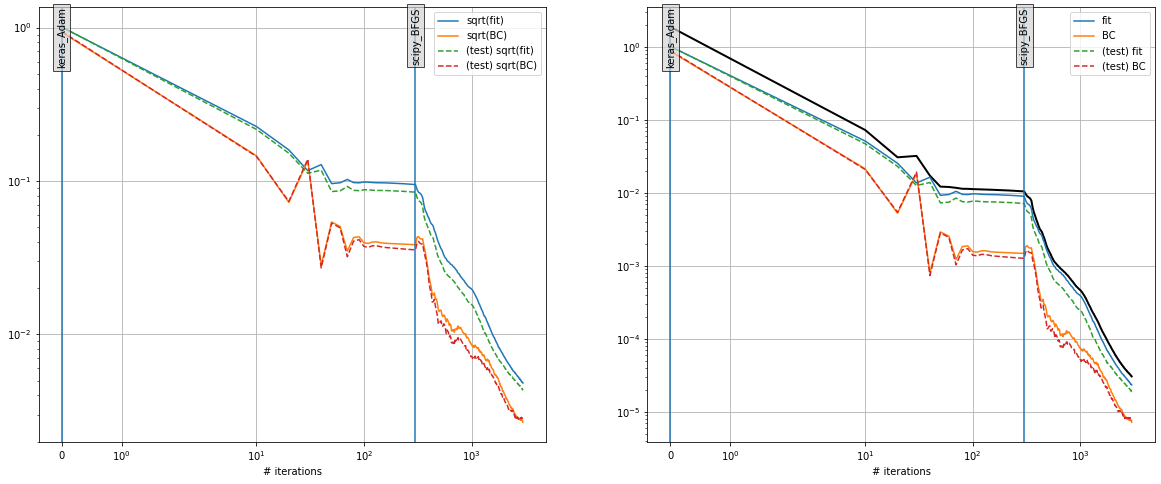 keras_Adam
scipy_BFGS
sqrt(fit)
sqrt(BC)
(test) sqrt(fit)
(test) sqrt(BC)
10⁰
10⁻¹
10⁻²
0
10⁰
10¹
10²
10³
# iterations
keras_Adam
scipy_BFGS
fit
BC
(test) fit
(test) BC
10⁰
10⁻¹
10⁻²
10⁻³
10⁻⁴
10⁻⁵
0
10⁰
10¹
10²
10³
# iterations